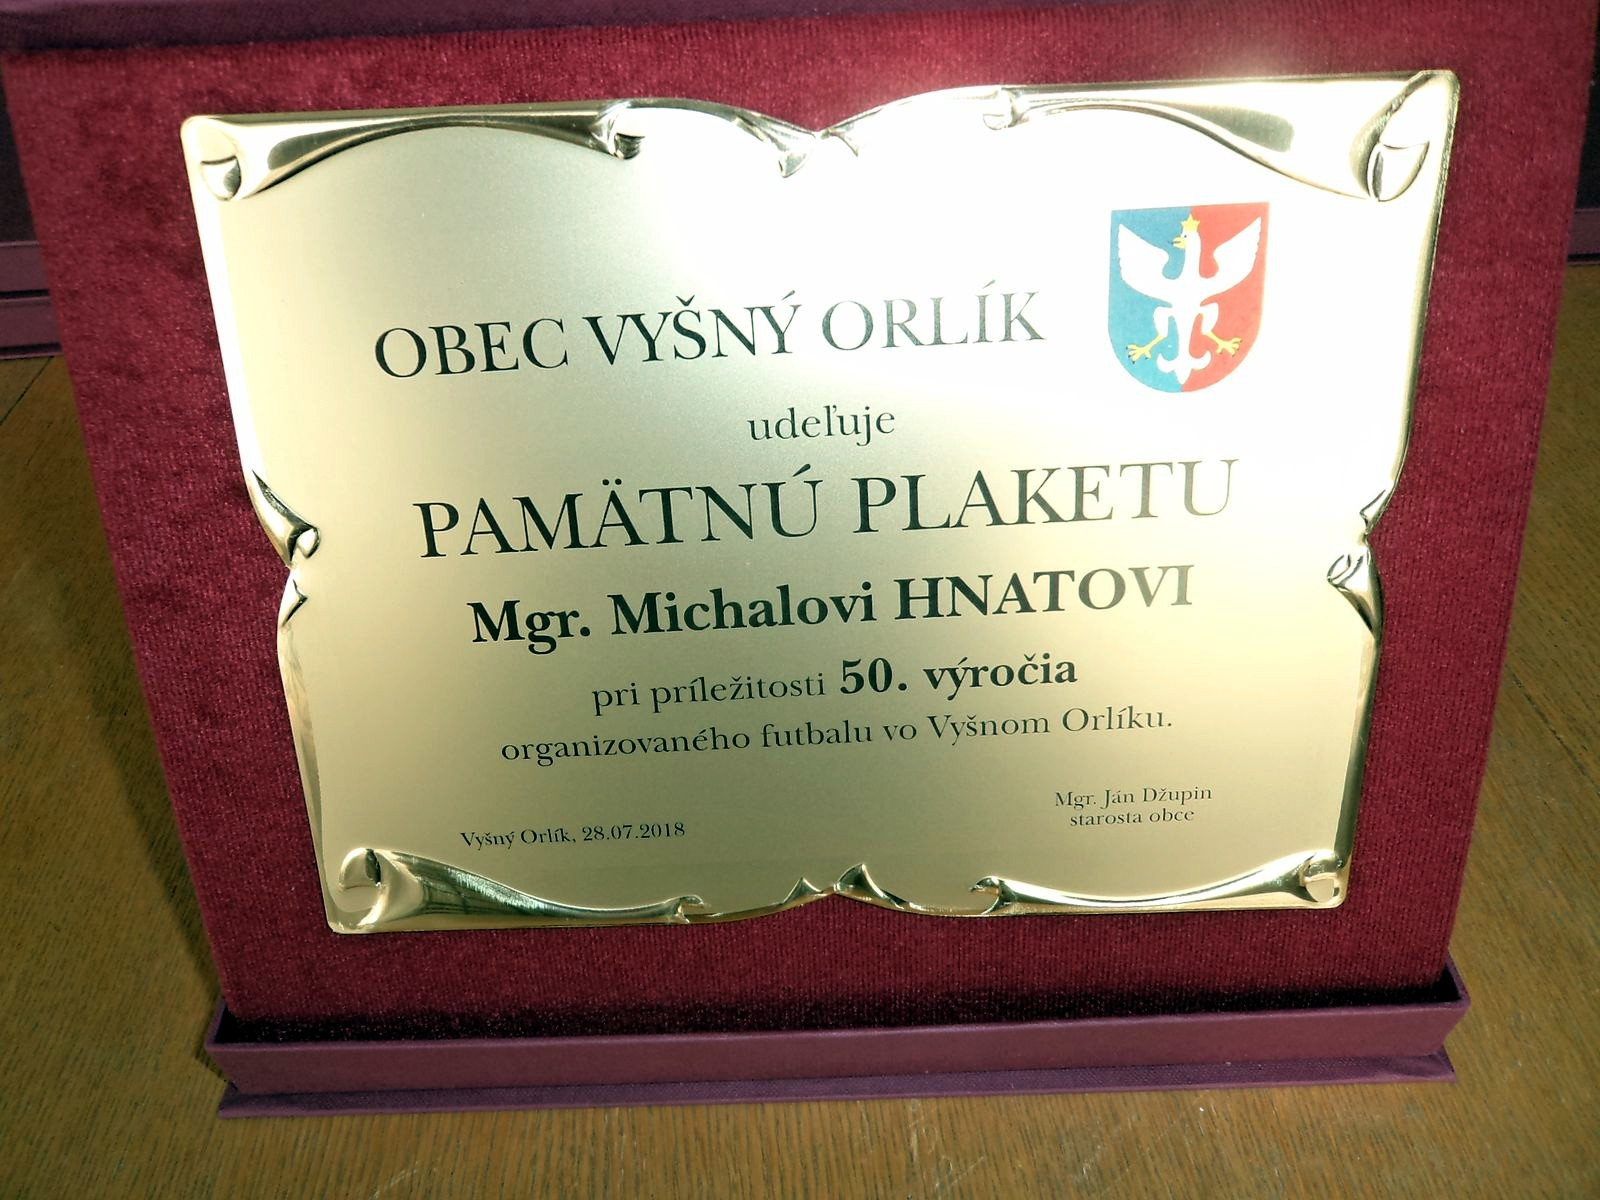 OBEC VYŠNÝ ORLÍK
udeľuje
PAMÄTNÚ PLAKETU
Mgr. Michalovi HNATOVI
pri príležitosti 50. výročia
organizovaného futbalu vo Vyšnom Orlíku.
Mgr. Ján Džupin
starosta obce
Vyšný Orlík, 28.07.2018